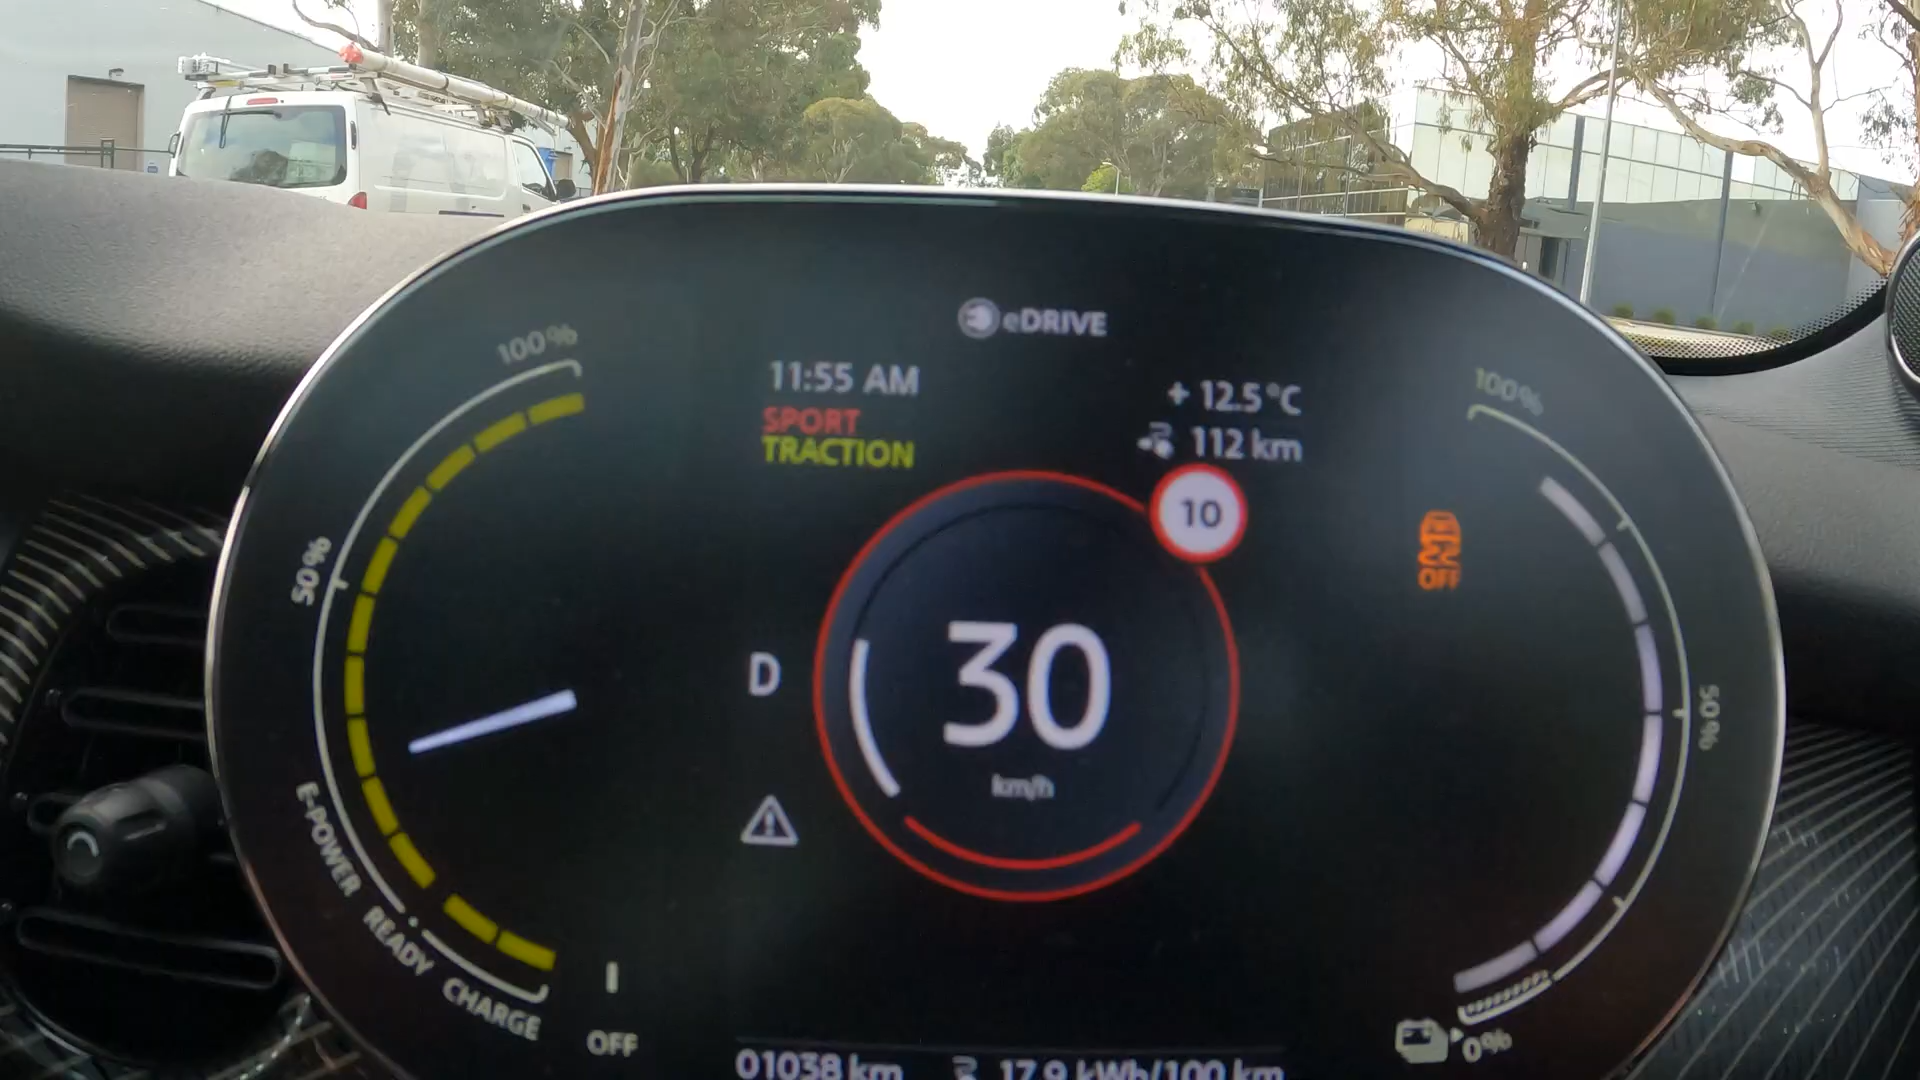 eDRIVE
11:55 AM
SPORT
TRACTION
+ 12.5 °C
112 km
10
100%
50%
E-POWER
READY
CHARGE
OFF
D
30
km/h
OFF
100%
50%
0%
01038 km
17.9 kWh/100 km